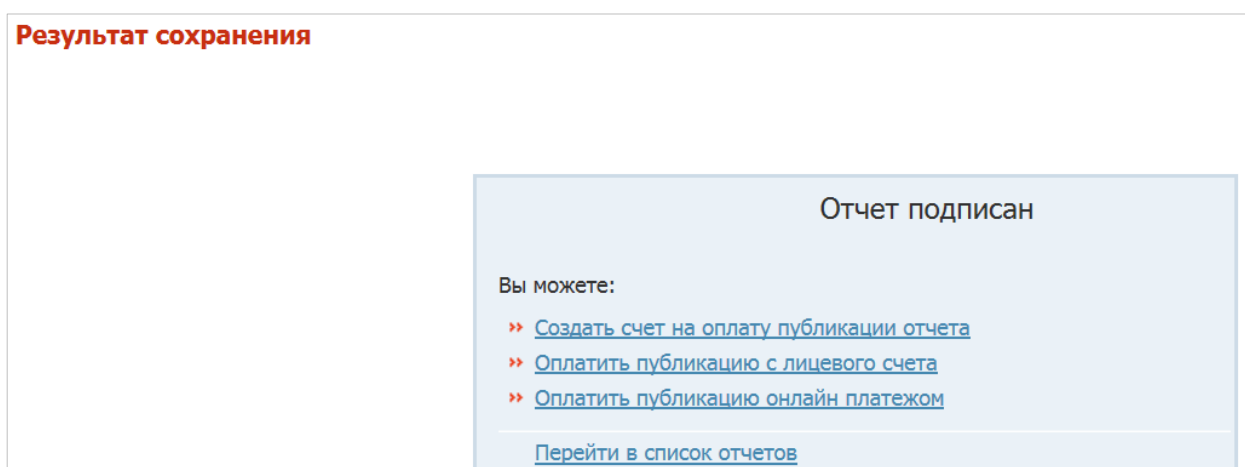 Результат сохранения
Отчет подписан
Вы можете:
Создать счет на оплату публикации отчета
Оплатить публикацию с лицевого счета
Оплатить публикацию онлайн платежом
Перейти в список отчетов